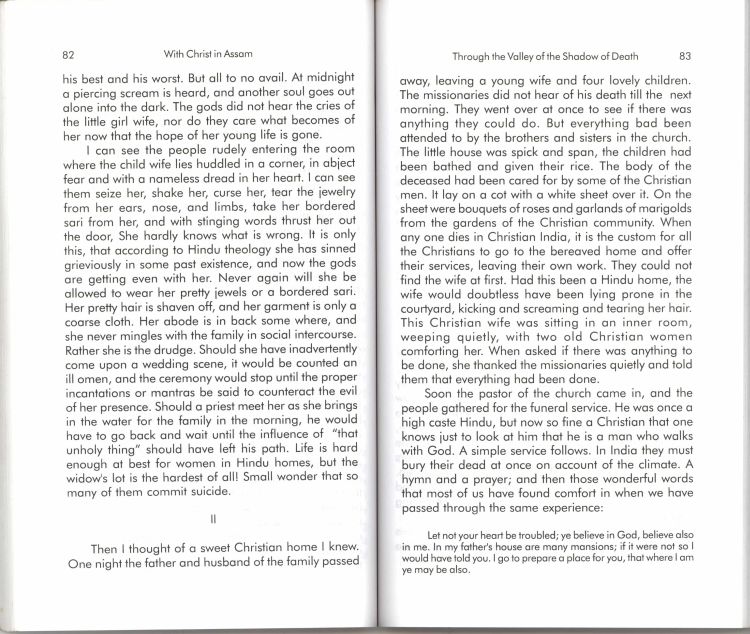 82
With Christ in Assam
his best and his worst. But all to no avail. At midnight
a piercing scream is heard, and another soul goes out
alone into the dark. The gods did not hear the cries of
the little girl wife, nor do they care what becomes of
her now that the hope of her young life is gone.
I can see the people rudely entering the room
where the child wife lies huddled in a corner, in abject
fear and with a nameless dread in her heart. I can see
them seize her, shake her, curse her, tear the jewelry
from her ears, nose, and limbs, take her bordered
sari from her, and with stinging words thrust her out
the door, She hardly knows what is wrong. It is only
this, that according to Hindu theology she has sinned
grieviously in some past existence, and now the gods
are getting even with her. Never again will she be
allowed to wear her pretty jewels or a bordered sari.
Her pretty hair is shaven off, and her garment is only a
coarse cloth. Her abode is in back some where, and
she never mingles with the family in social intercourse.
Rather she is the drudge. Should she have inadvertently
come upon a wedding scene, it would be counted an
ill omen, and the ceremony would stop until the proper
incantations or mantras be said to counteract the evil
of her presence. Should a priest meet her as she brings
in the water for the family in the morning, he would
have to go back and wait until the influence of "that
unholy thing" should have left his path. Life is hard
enough at best for women in Hindu homes, but the
widow's lot is the hardest of all! Small wonder that so
many of them commit suicide.
II
Then I thought of a sweet Christian home I knew.
One night the father and husband of the family passed
Through the Valley of the Shadow of Death
83
away, leaving a young wife and four lovely children.
The missionaries did not hear of his death till the next
morning. They went over at once to see if there was
anything they could do. But everything bad been
attended to by the brothers and sisters in the church.
The little house was spick and span, the children had
been bathed and given their rice. The body of the
deceased had been cared for by some of the Christian
men. It lay on a cot with a white sheet over it. On the
sheet were bouquets of roses and garlands of marigolds
from the gardens of the Christian community. When
any one dies in Christian India, it is the custom for all
the Christians to go to the bereaved home and offer
their services, leaving their own work. They could not
find the wife at first. Had this been a Hindu home, the
wife would doubtless have been lying prone in the
courtyard, kicking and screaming and tearing her hair.
This Christian wife was sitting in an inner room,
weeping quietly, with two old Christian women
comforting her. When asked if there was anything to
be done, she thanked the missionaries quietly and told
them that everything had been done.
Soon the pastor of the church came in, and the
people gathered for the funeral service. He was once a
high caste Hindu, but now so fine a Christian that one
knows just to look at him that he is a man who walks
with God. A simple service follows. In India they must
bury their dead at once on account of the climate. A
hymn and a prayer; and then those wonderful words
that most of us have found comfort in when we have
passed through the same experience:
Let not your heart be troubled; ye believe in God, believe also
in me. In my father's house are many mansions; if it were not so I
would have told you. I go to prepare a place for you, that where I am
ye may be also.